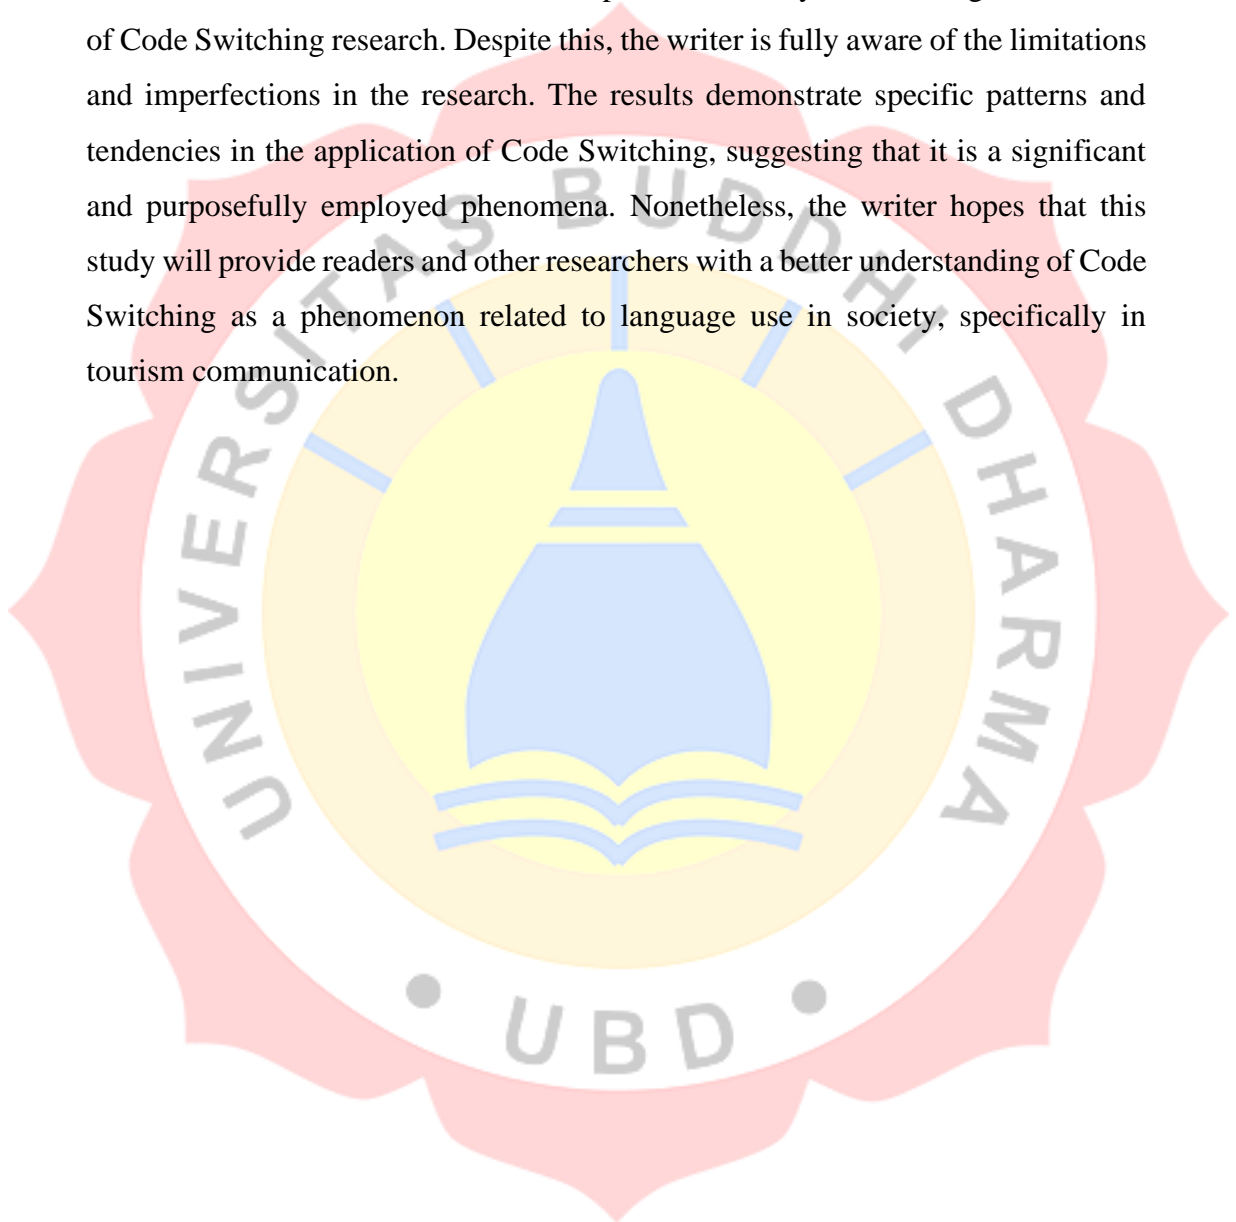 of Code Switching research. Despite this, the writer is fully aware of the limitations
and imperfections in the research. The results demonstrate specific patterns and
tendencies in the application of Code Switching, suggesting that it is a significant
and purposefully employed phenomena. Nonetheless, the writer hopes that this
study will provide readers and other researchers with a better understanding of Code
Switching as a phenomenon related to language use in society, specifically in
tourism communication.
UNIVERSITAS BUDDHI DHARMA
• UBD •